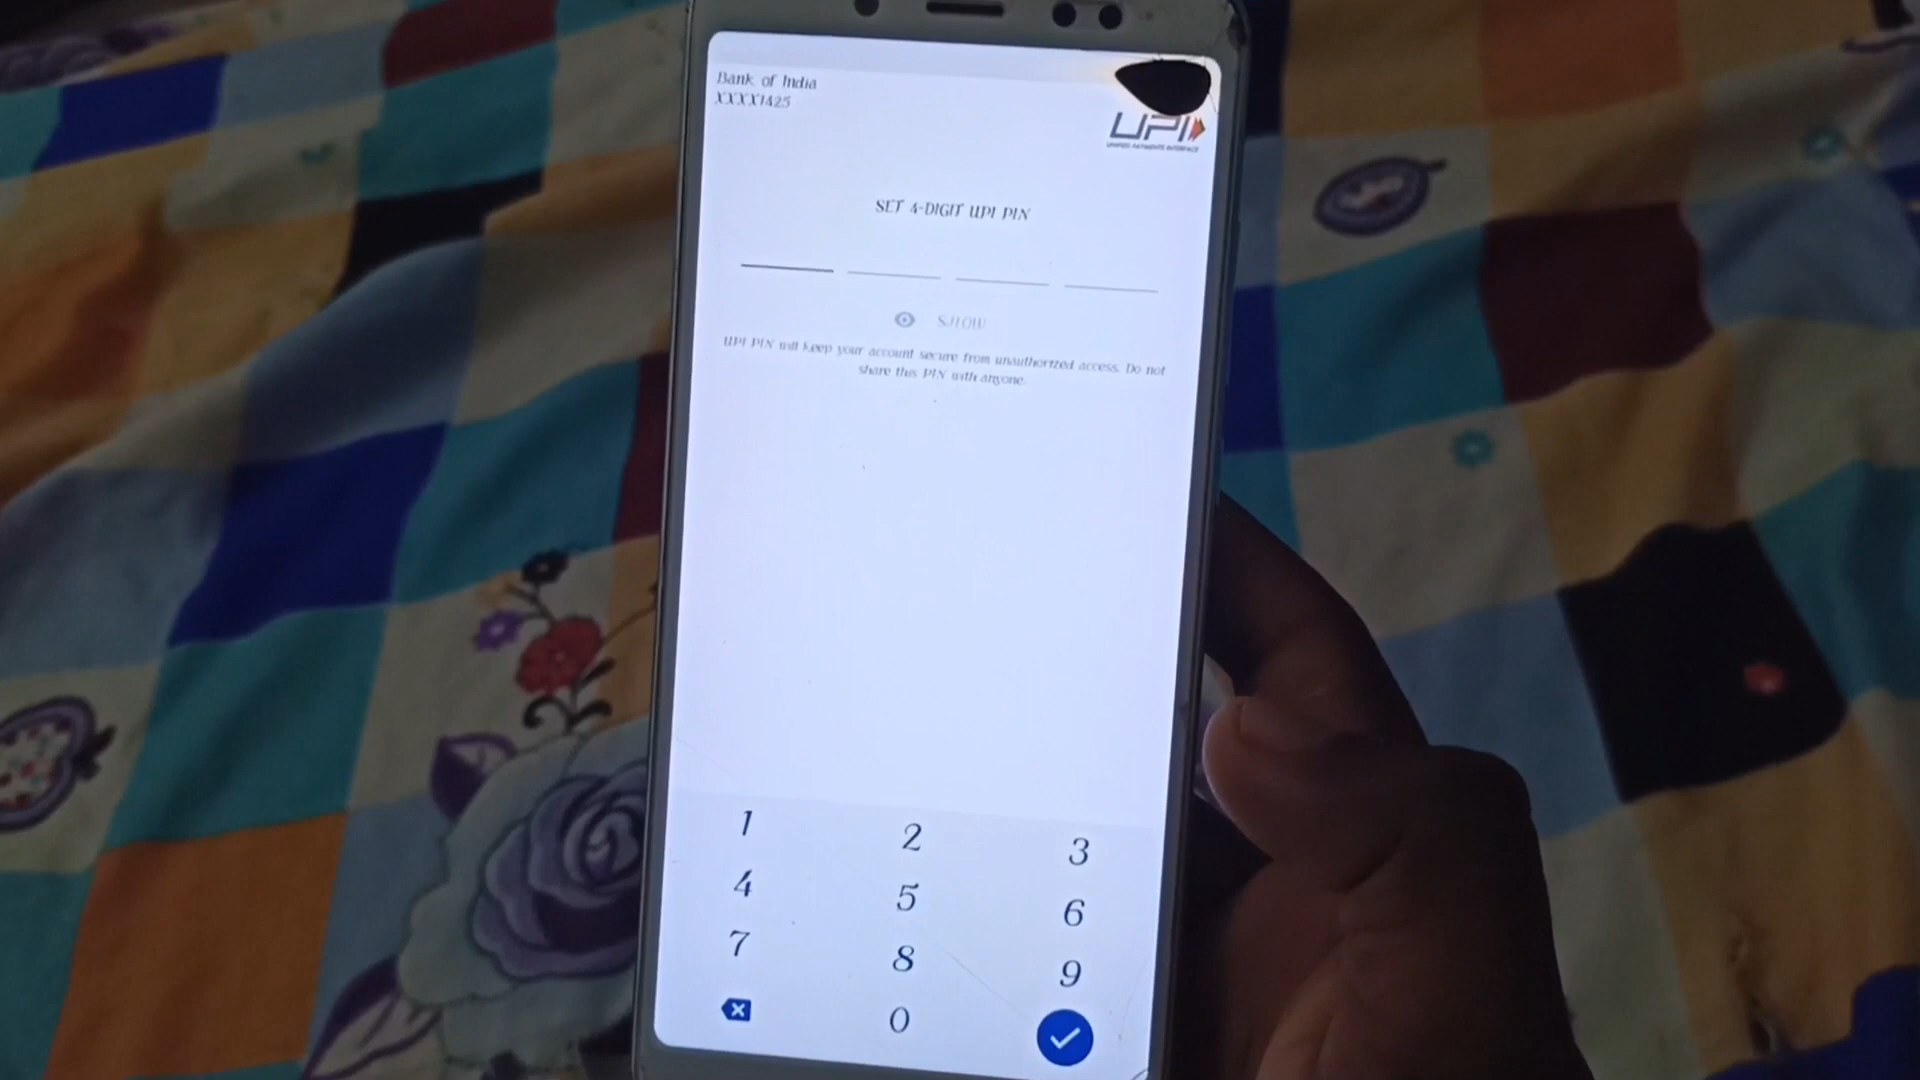 Bank of India
XXXX1425
UPI
UNIFIED PAYMENTS INTERFACE
SET 4-DIGIT UPI PIN
SHOW
UPI PIN will keep your account secure from unauthorized access. Do not
share this PIN with anyone.
1 2 3
4 5 6
7 8 9
0